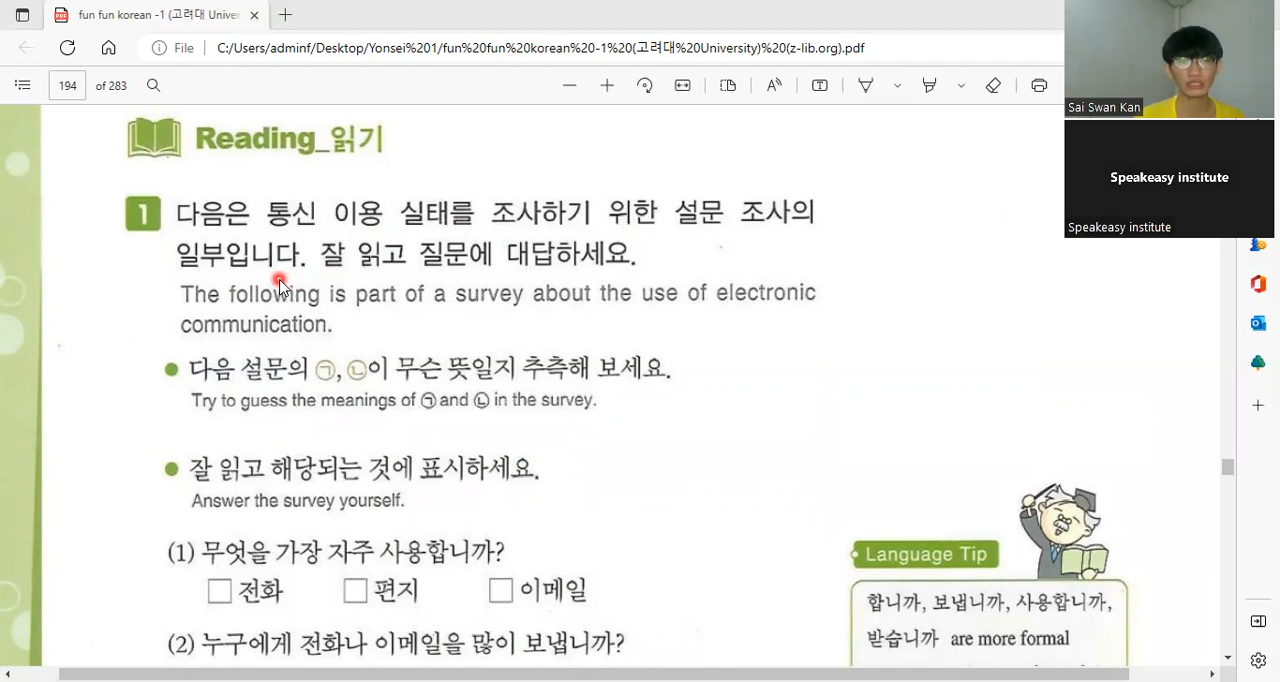 fun fun korean -1 (고려대 Univer
File C:/Users/adminf/Desktop/Yonsei%201/fun%20fun%20korean%20-1%20(고려대%20University)%20(z-lib.org).pdf
194 of 283
Sai Swan Kan
Speakeasy institute
Speakeasy institute
Reading_읽기
1 다음은 통신 이용 실태를 조사하기 위한 설문 조사의
일부입니다. 잘 읽고 질문에 대답하세요.
The following is part of a survey about the use of electronic
communication.
● 다음 설문의 ㉠, ㉡이 무슨 뜻일지 추측해 보세요.
Try to guess the meanings of ㉠ and ㉡ in the survey.
● 잘 읽고 해당되는 것에 표시하세요.
Answer the survey yourself.
(1) 무엇을 가장 자주 사용합니까?
□ 전화 □ 편지 □ 이메일
(2) 누구에게 전화나 이메일을 많이 보냅니까?
Language Tip
합니까, 보냅니까, 사용합니까,
받습니까 are more formal